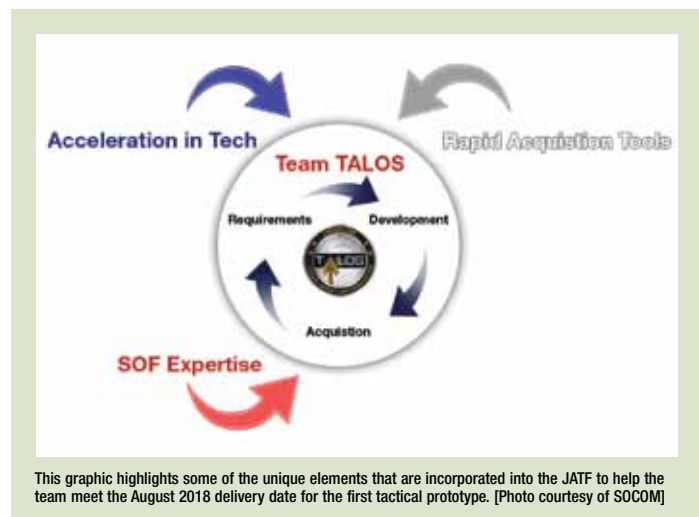 Acceleration in Tech
Rapid Acquistion Tools
Team TALOS
Requirements
Development
TALOS
Acquistion
SOF Expertise
This graphic highlights some of the unique elements that are incorporated into the JATF to help the
team meet the August 2018 delivery date for the first tactical prototype. [Photo courtesy of SOCOM]